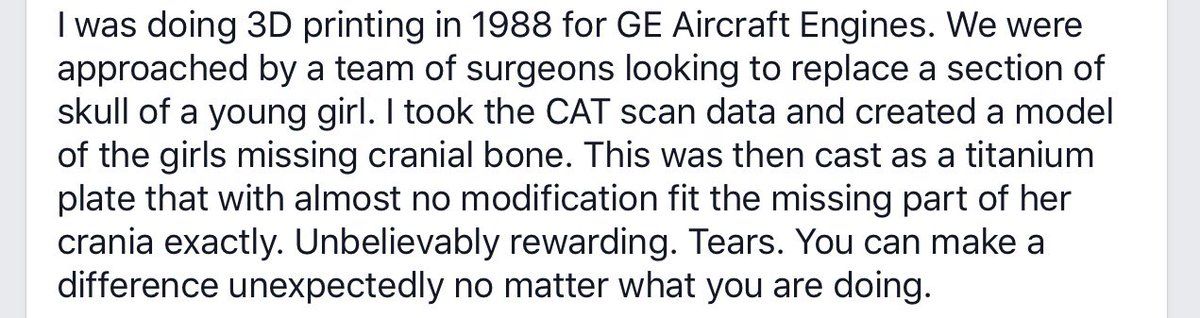 I was doing 3D printing in 1988 for GE Aircraft Engines. We were
approached by a team of surgeons looking to replace a section of
skull of a young girl. I took the CAT scan data and created a model
of the girls missing cranial bone. This was then cast as a titanium
plate that with almost no modification fit the missing part of her
crania exactly. Unbelievably rewarding. Tears. You can make a
difference unexpectedly no matter what you are doing.